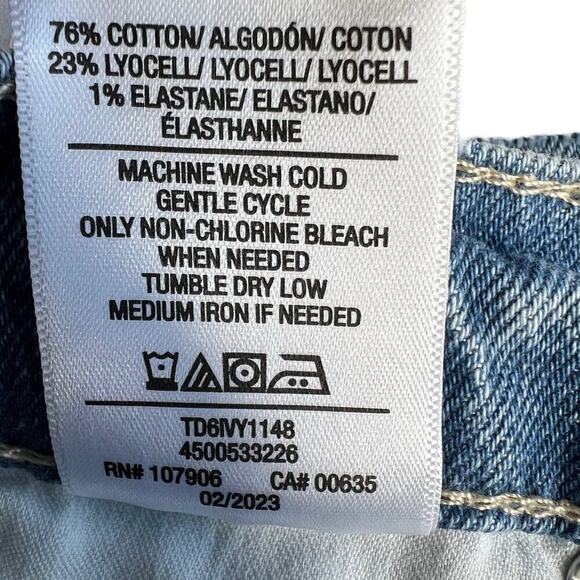 76% COTTON/ ALGODÓN/ COTON
23% LYOCELL/ LYOCELL/ LYOCELL
1% ELASTANE/ ELASTANO/
ÉLASTHANNE
MACHINE WASH COLD
GENTLE CYCLE
ONLY NON-CHLORINE BLEACH
WHEN NEEDED
TUMBLE DRY LOW
MEDIUM IRON IF NEEDED
TD6IVY1148
4500533226
RN# 107906 CA# 00635
02/2023